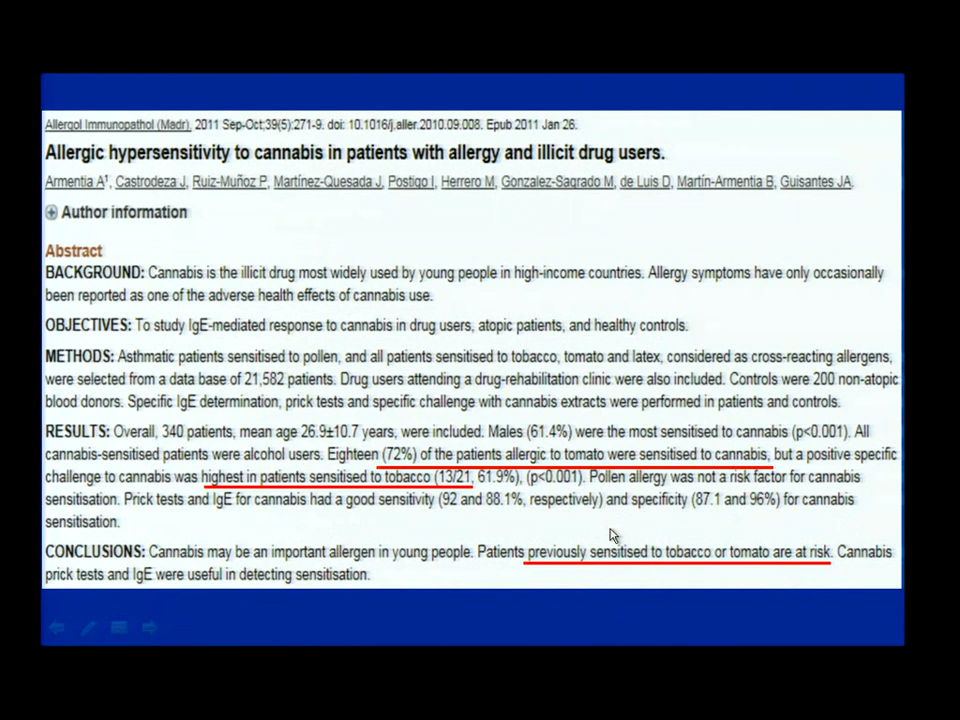 Allergol Immunopathol (Madr). 2011 Sep-Oct;39(5):271-9. doi: 10.1016/j.aller.2010.09.008. Epub 2011 Jan 26.
Allergic hypersensitivity to cannabis in patients with allergy and illicit drug users.
Armentia A¹, Castrodeza J, Ruiz-Muñoz P, Martínez-Quesada J, Postigo I, Herrero M, Gonzalez-Sagrado M, de Luis D, Martín-Armentia B, Guisantes JA.
Author information
Abstract
BACKGROUND: Cannabis is the illicit drug most widely used by young people in high-income countries. Allergy symptoms have only occasionally
been reported as one of the adverse health effects of cannabis use.
OBJECTIVES: To study IgE-mediated response to cannabis in drug users, atopic patients, and healthy controls.
METHODS: Asthmatic patients sensitised to pollen, and all patients sensitised to tobacco, tomato and latex, considered as cross-reacting allergens,
were selected from a data base of 21,582 patients. Drug users attending a drug-rehabilitation clinic were also included. Controls were 200 non-atopic
blood donors. Specific IgE determination, prick tests and specific challenge with cannabis extracts were performed in patients and controls.
RESULTS: Overall, 340 patients, mean age 26.9±10.7 years, were included. Males (61.4%) were the most sensitised to cannabis (p<0.001). All
cannabis-sensitised patients were alcohol users. Eighteen (72%) of the patients allergic to tomato were sensitised to cannabis, but a positive specific
challenge to cannabis was highest in patients sensitised to tobacco (13/21, 61.9%), (p<0.001). Pollen allergy was not a risk factor for cannabis
sensitisation. Prick tests and IgE for cannabis had a good sensitivity (92 and 88.1%, respectively) and specificity (87.1 and 96%) for cannabis
sensitisation.
CONCLUSIONS: Cannabis may be an important allergen in young people. Patients previously sensitised to tobacco or tomato are at risk. Cannabis
prick tests and IgE were useful in detecting sensitisation.